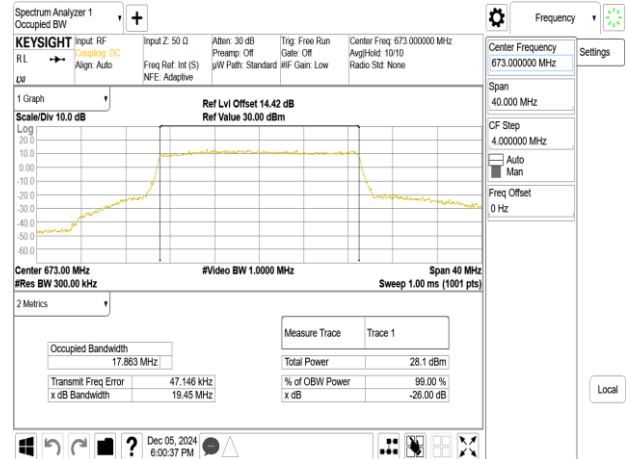 Spectrum Analyzer 1
Occupied BW
Frequency
KEYSIGHT
RL
LXI
Input: RF
Coupling: DC
Align: Auto
Input Z: 50 Ω
Freq Ref: Int (S)
NFE: Adaptive
Atten: 30 dB
Preamp: Off
µW Path: Standard
Trig: Free Run
Gate: Off
#IF Gain: Low
Center Freq: 673.000000 MHz
Avg|Hold: 10/10
Radio Std: None
Center Frequency
673.000000 MHz
Settings
Span
40.000 MHz
CF Step
4.000000 MHz
Auto
Man
Freq Offset
0 Hz
Local
1 Graph
Scale/Div 10.0 dB
Ref Lvl Offset 14.42 dB
Ref Value 30.00 dBm
Log
20.0
10.0
0.00
-10.0
-20.0
-30.0
-40.0
-50.0
-60.0
Center 673.00 MHz
#Video BW 1.0000 MHz
Span 40 MHz
#Res BW 300.00 kHz
Sweep 1.00 ms (1001 pts)
2 Metrics
Measure Trace Trace 1
Occupied Bandwidth
17.863 MHz
Total Power 28.1 dBm
Transmit Freq Error 47.146 kHz
% of OBW Power 99.00 %
x dB Bandwidth 19.45 MHz
x dB -26.00 dB
?
Dec 05, 2024
6:00:37 PM